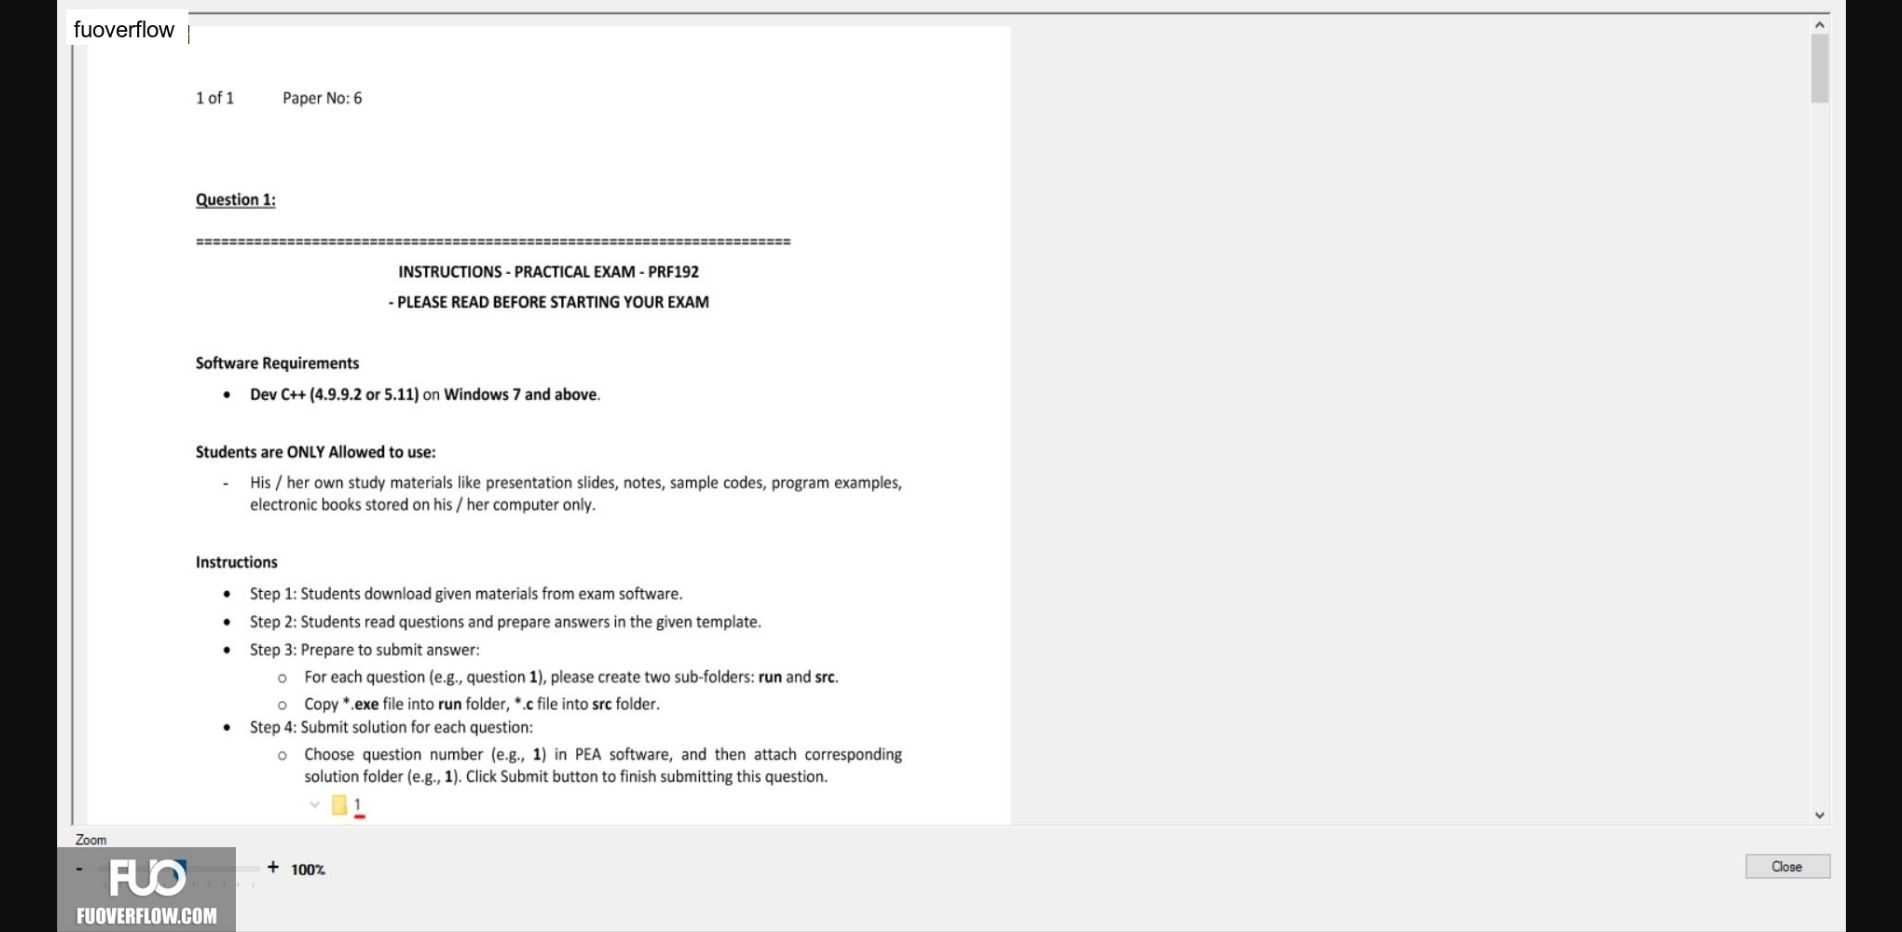 fuoverflow
1 of 1 Paper No: 6
Question 1:
=======================================================================
INSTRUCTIONS - PRACTICAL EXAM - PRF192
- PLEASE READ BEFORE STARTING YOUR EXAM
Software Requirements
• Dev C++ (4.9.9.2 or 5.11) on Windows 7 and above.
Students are ONLY Allowed to use:
- His / her own study materials like presentation slides, notes, sample codes, program examples,
electronic books stored on his / her computer only.
Instructions
• Step 1: Students download given materials from exam software.
• Step 2: Students read questions and prepare answers in the given template.
• Step 3: Prepare to submit answer:
o For each question (e.g., question 1), please create two sub-folders: run and src.
o Copy *.exe file into run folder, *.c file into src folder.
• Step 4: Submit solution for each question:
o Choose question number (e.g., 1) in PEA software, and then attach corresponding
solution folder (e.g., 1). Click Submit button to finish submitting this question.
1
Zoom
- + 100%
Close
FUO
FUOVERFLOW.COM